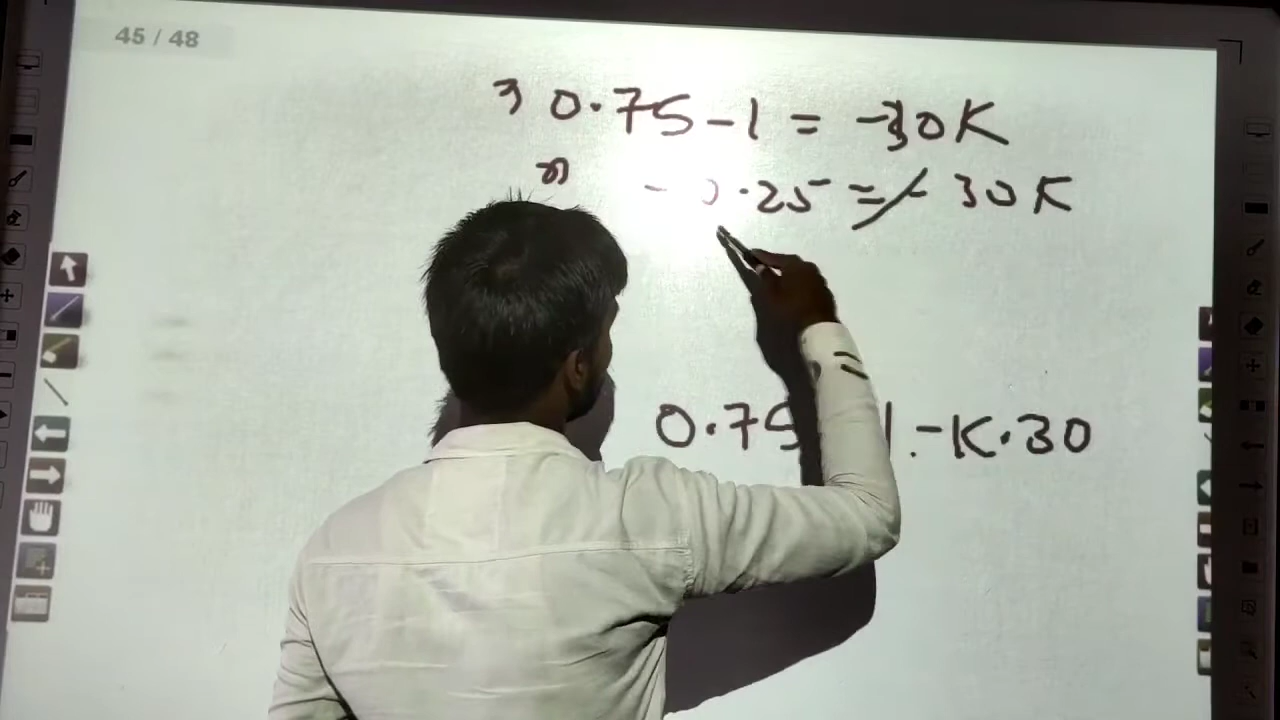 45 / 48
0.75 - 1 = -30K
- 0.25 = - 30K
0.75 1 - K.30